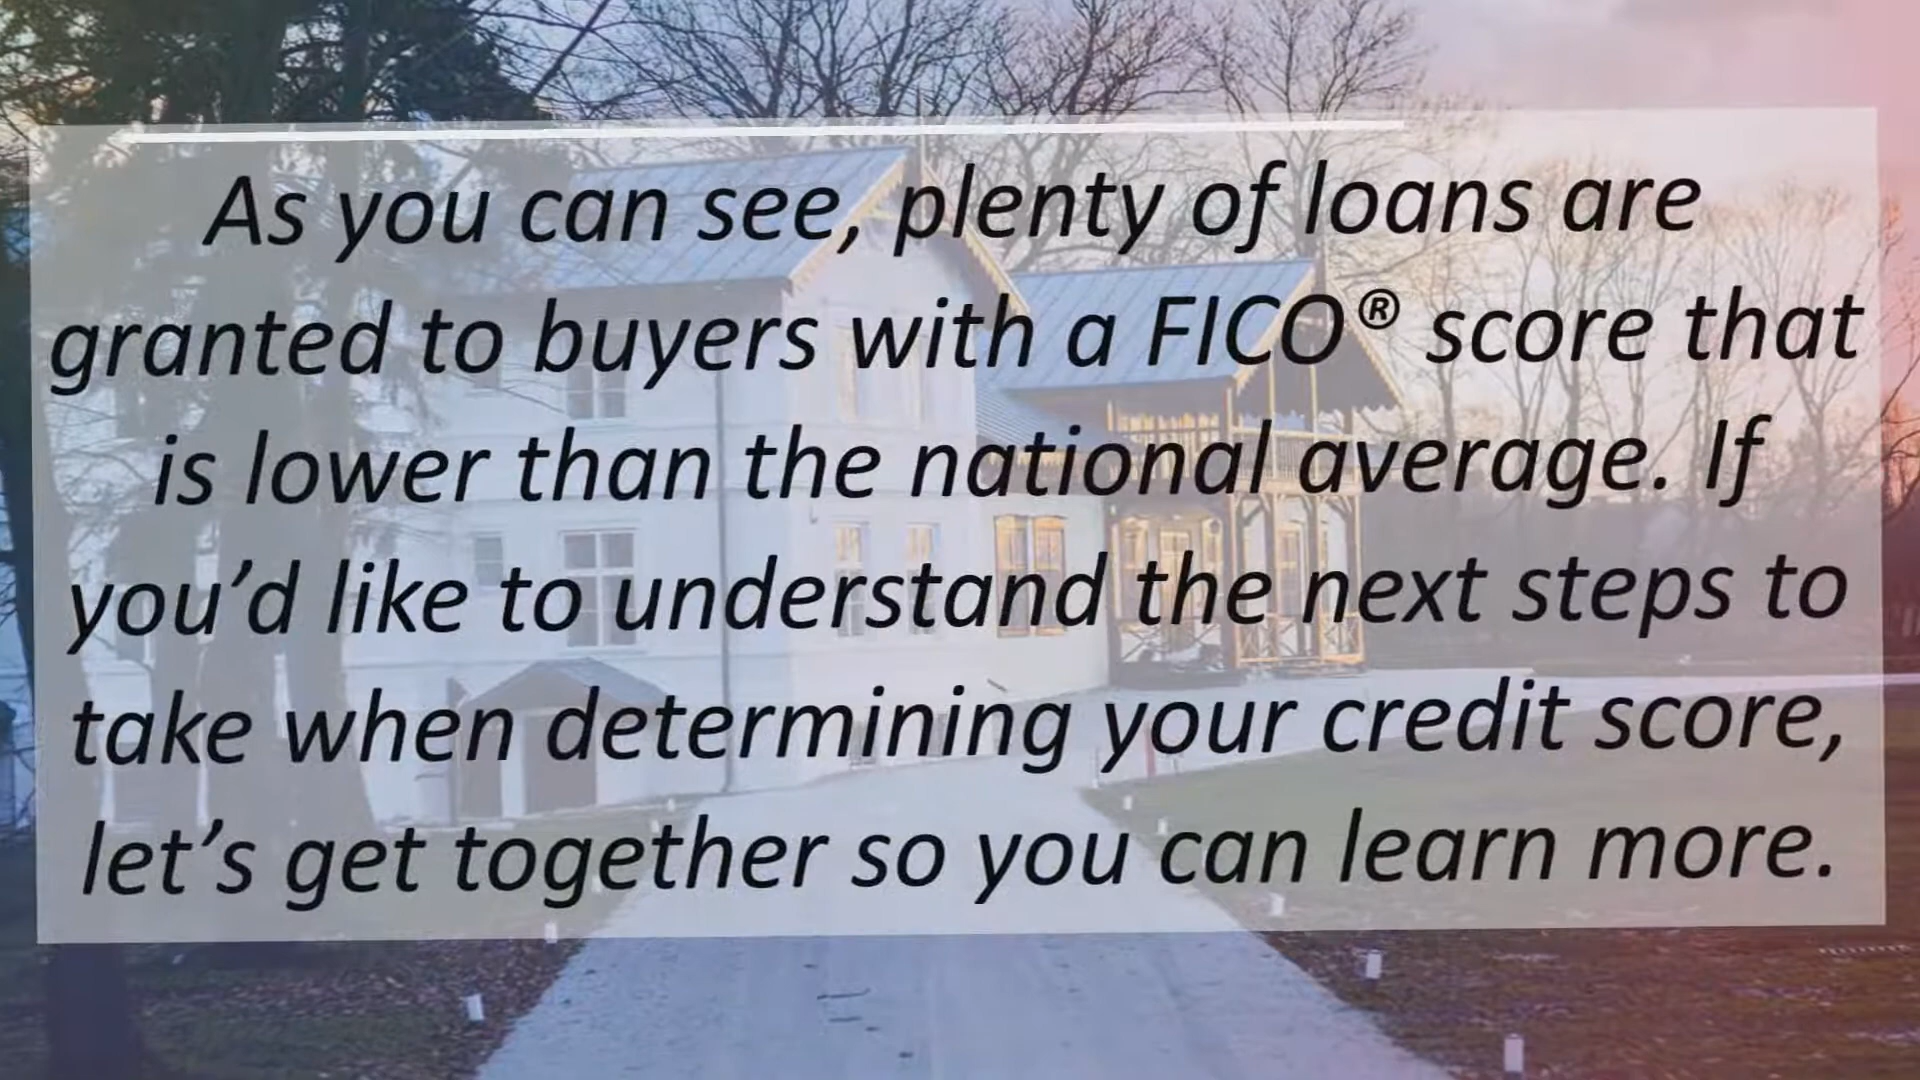 As you can see, plenty of loans are
granted to buyers with a FICO® score that
is lower than the national average. If
you’d like to understand the next steps to
take when determining your credit score,
let’s get together so you can learn more.